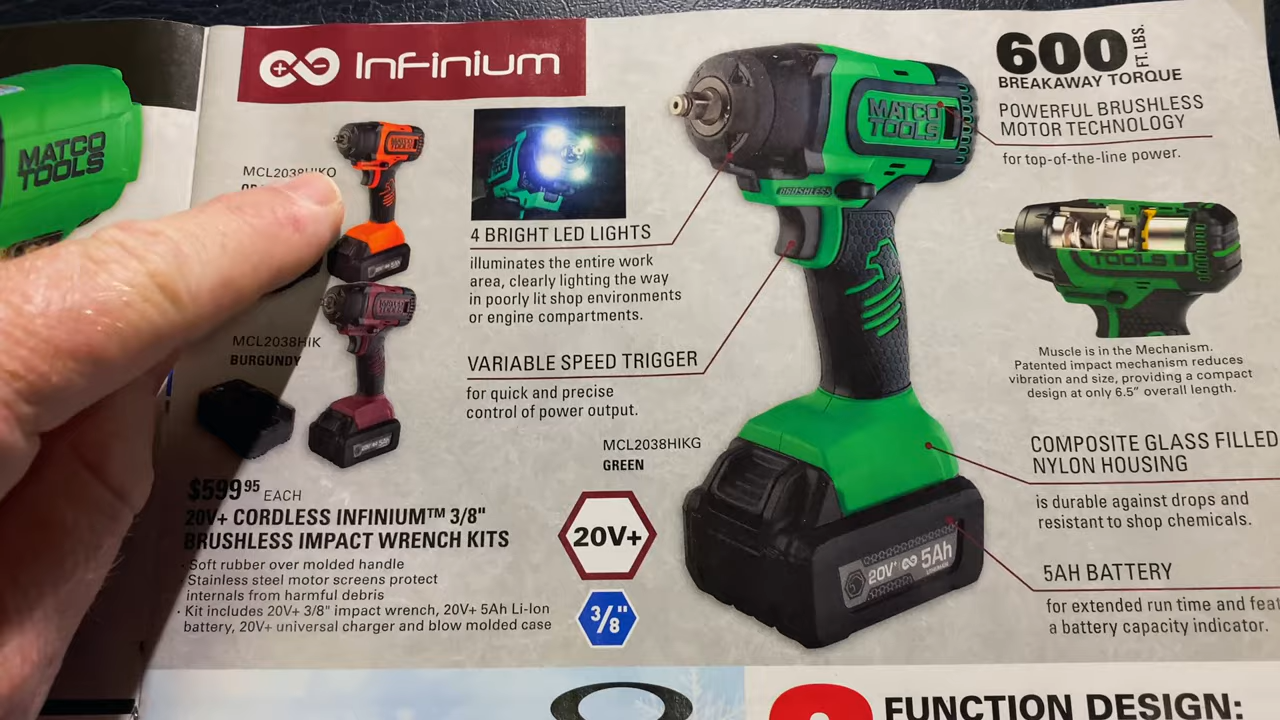 MATCO
TOOLS
Infinium
MCL2038HIKO
MCL2038HIK
BURGUNDY
$599⁹⁵ EACH
20V+ CORDLESS INFINIUM™ 3/8"
BRUSHLESS IMPACT WRENCH KITS
· Soft rubber over molded handle
· Stainless steel motor screens protect
internals from harmful debris
· Kit includes 20V+ 3/8" impact wrench, 20V+ 5Ah Li-Ion
battery, 20V+ universal charger and blow molded case
4 BRIGHT LED LIGHTS
illuminates the entire work
area, clearly lighting the way
in poorly lit shop environments
or engine compartments.
VARIABLE SPEED TRIGGER
for quick and precise
control of power output.
MCL2038HIKG
GREEN
20V+
3/8"
MATCO
TOOLS
BRUSHLESS
20V+ 5Ah
600 FT. LBS.
BREAKAWAY TORQUE
POWERFUL BRUSHLESS
MOTOR TECHNOLOGY
for top-of-the-line power.
TOOLS
Muscle is in the Mechanism.
Patented impact mechanism reduces
vibration and size, providing a compact
design at only 6.5" overall length.
COMPOSITE GLASS FILLED
NYLON HOUSING
is durable against drops and
resistant to shop chemicals.
5AH BATTERY
for extended run time and feat
a battery capacity indicator.
FUNCTION DESIGN: